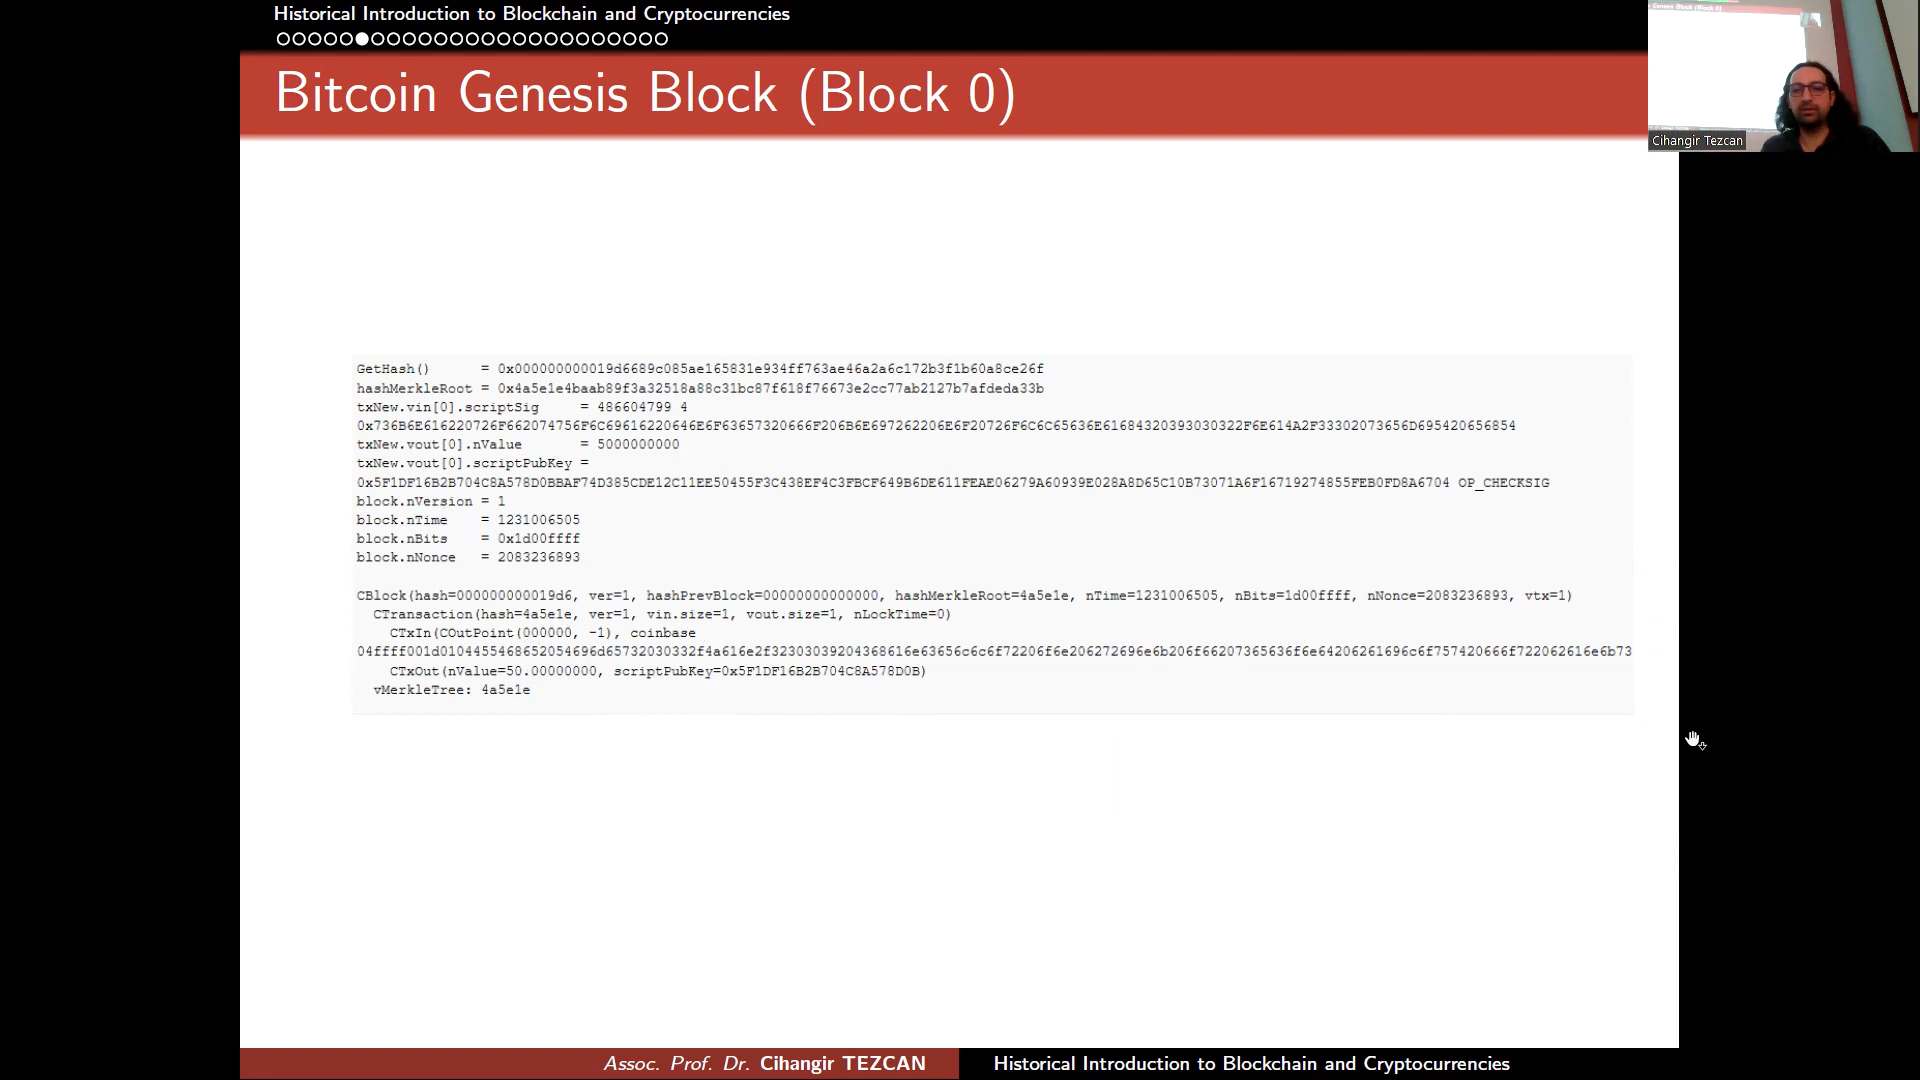 Historical Introduction to Blockchain and Cryptocurrencies
Bitcoin Genesis Block (Block 0)
Cihangir Tezcan
GetHash()      = 0x000000000019d6689c085ae165831e934ff763ae46a2a6c172b3f1b60a8ce26f
hashMerkleRoot = 0x4a5e1e4baab89f3a32518a88c31bc87f618f76673e2cc77ab2127b7afdeda33b
txNew.vin[0].scriptSig     = 486604799 4
0x736B6E616220726F662074756F6C69616220646E6F63657320666F206B6E697262206E6F20726F6C6C65636E61684320393030322F6E614A2F33302073656D695420656854
txNew.vout[0].nValue       = 5000000000
txNew.vout[0].scriptPubKey =
0x5F1DF16B2B704C8A578D0BBAF74D385CDE12C11EE50455F3C438EF4C3FBCF649B6DE611FEAE06279A60939E028A8D65C10B73071A6F16719274855FEB0FD8A6704 OP_CHECKSIG
block.nVersion = 1
block.nTime    = 1231006505
block.nBits    = 0x1d00ffff
block.nNonce   = 2083236893
CBlock(hash=000000000019d6, ver=1, hashPrevBlock=00000000000000, hashMerkleRoot=4a5e1e, nTime=1231006505, nBits=1d00ffff, nNonce=2083236893, vtx=1)
CTransaction(hash=4a5e1e, ver=1, vin.size=1, vout.size=1, nLockTime=0)
CTxIn(COutPoint(000000, -1), coinbase
04ffff001d0104455468652054696d65732030332f4a616e2f32303039204368616e63656c6c6f72206f6e206272696e6b206f66207365636f6e64206261696c6f757420666f722062616e6b73
CTxOut(nValue=50.00000000, scriptPubKey=0x5F1DF16B2B704C8A578D0B)
vMerkleTree: 4a5e1e
Assoc. Prof. Dr. Cihangir TEZCAN
Historical Introduction to Blockchain and Cryptocurrencies